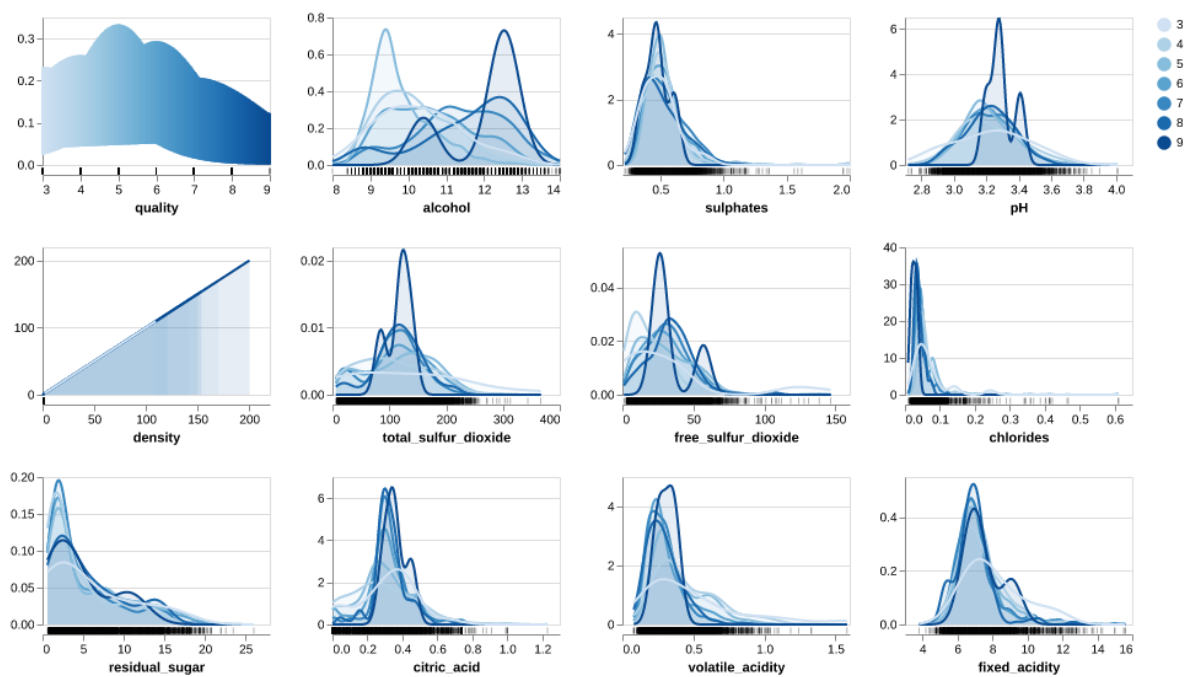 0.3
0.2
0.1
0.0
3 4 5 6 7 8 9
quality
0.8
0.6
0.4
0.2
0.0
8 9 10 11 12 13 14
alcohol
4
2
0
0.5 1.0 1.5 2.0
sulphates
6
4
2
0
2.8 3.0 3.2 3.4 3.6 3.8 4.0
pH
3
4
5
6
7
8
9
200
100
0
0 50 100 150 200
density
0.02
0.01
0.00
0 100 200 300 400
total_sulfur_dioxide
0.04
0.02
0.00
0 50 100 150
free_sulfur_dioxide
40
30
20
10
0
0.0 0.1 0.2 0.3 0.4 0.5 0.6
chlorides
0.20
0.15
0.10
0.05
0.00
0 5 10 15 20 25
residual_sugar
6
4
2
0
0.0 0.2 0.4 0.6 0.8 1.0 1.2
citric_acid
4
2
0
0.0 0.5 1.0 1.5
volatile_acidity
0.4
0.2
0.0
4 6 8 10 12 14 16
fixed_acidity